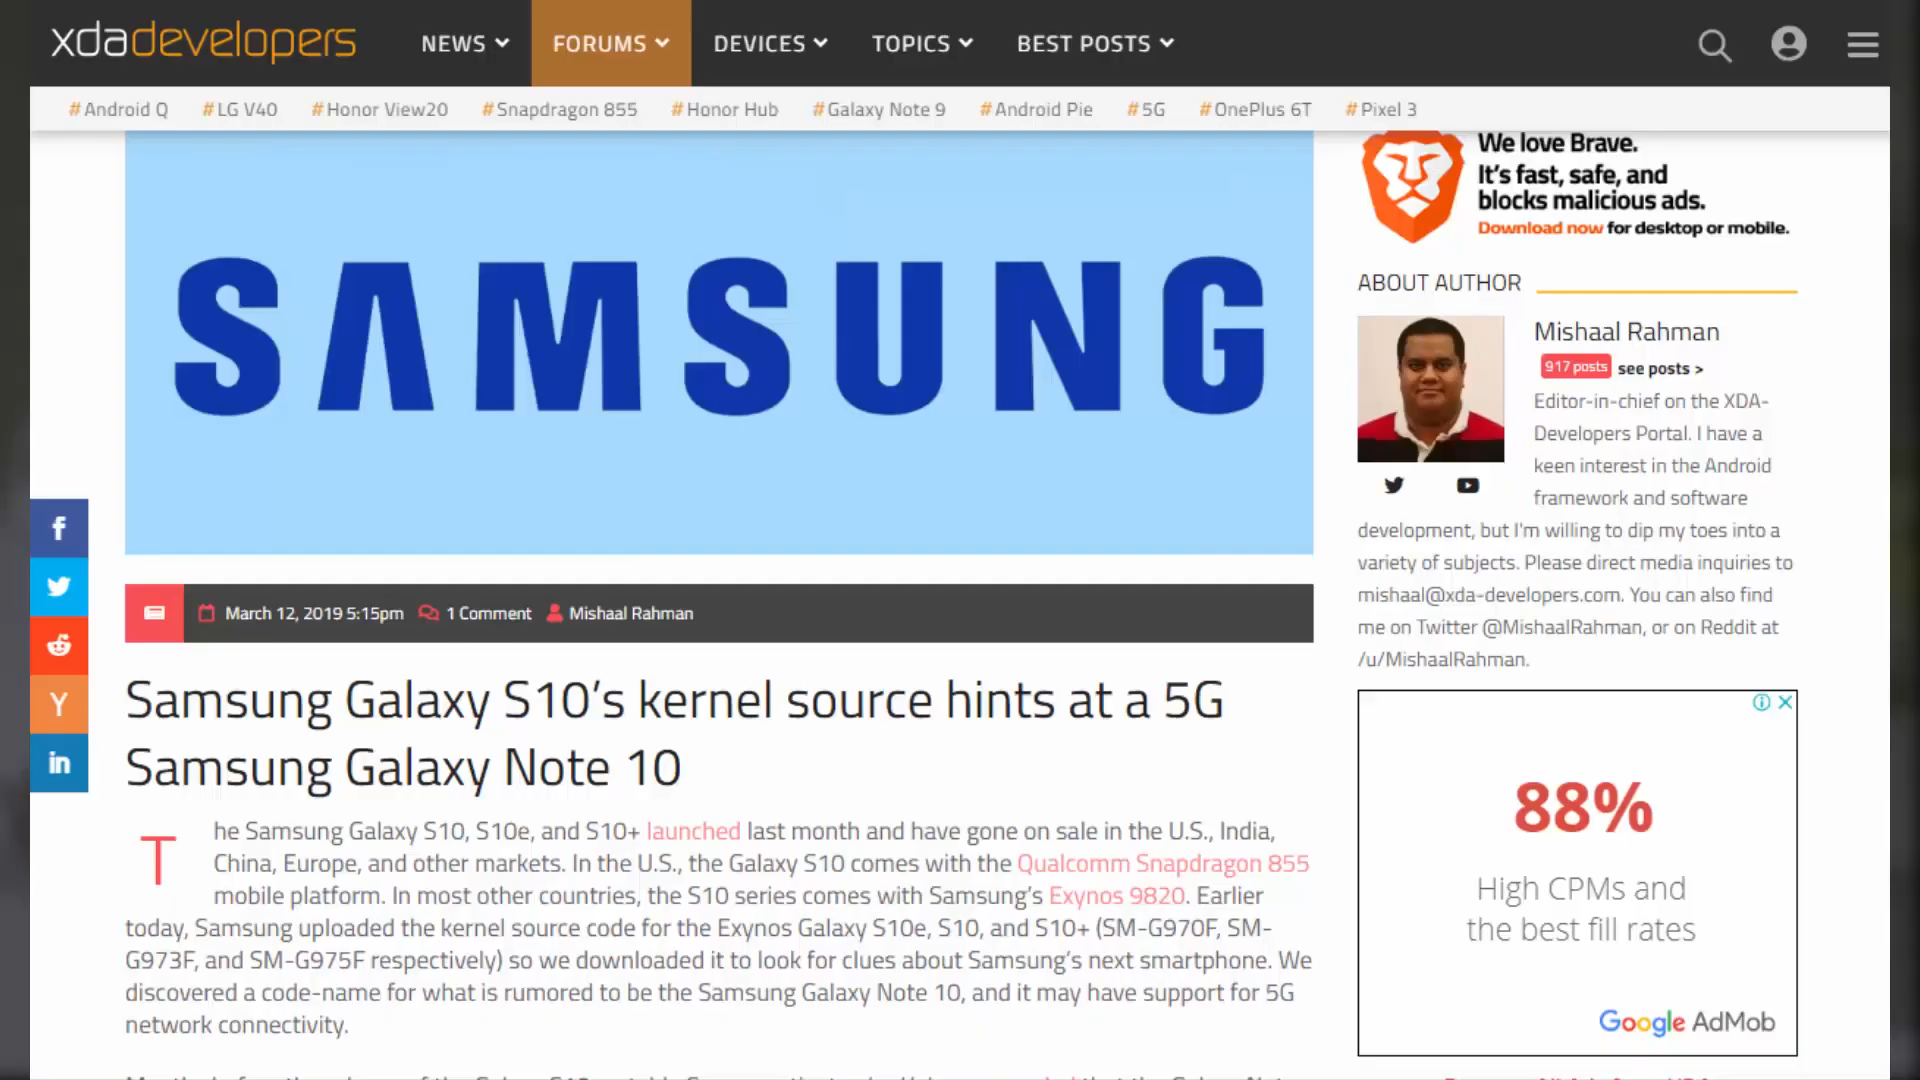 xdadevelopers NEWS FORUMS DEVICES TOPICS BEST POSTS
#Android Q #LG V40 #Honor View20 #Snapdragon 855 #Honor Hub #Galaxy Note 9 #Android Pie #5G #OnePlus 6T #Pixel 3
SAMSUNG
March 12, 2019 5:15pm 1 Comment Mishaal Rahman
Samsung Galaxy S10’s kernel source hints at a 5G
Samsung Galaxy Note 10
The Samsung Galaxy S10, S10e, and S10+ launched last month and have gone on sale in the U.S., India,
China, Europe, and other markets. In the U.S., the Galaxy S10 comes with the Qualcomm Snapdragon 855
mobile platform. In most other countries, the S10 series comes with Samsung’s Exynos 9820. Earlier
today, Samsung uploaded the kernel source code for the Exynos Galaxy S10e, S10, and S10+ (SM-G970F, SM-
G973F, and SM-G975F respectively) so we downloaded it to look for clues about Samsung’s next smartphone. We
discovered a code-name for what is rumored to be the Samsung Galaxy Note 10, and it may have support for 5G
network connectivity.
We love Brave.
It’s fast, safe, and
blocks malicious ads.
Download now for desktop or mobile.
ABOUT AUTHOR
Mishaal Rahman
917 posts see posts >
Editor-in-chief on the XDA-
Developers Portal. I have a
keen interest in the Android
framework and software
development, but I'm willing to dip my toes into a
variety of subjects. Please direct media inquiries to
mishaal@xda-developers.com. You can also find
me on Twitter @MishaalRahman, or on Reddit at
/u/MishaalRahman.
88%
High CPMs and
the best fill rates
Google AdMob